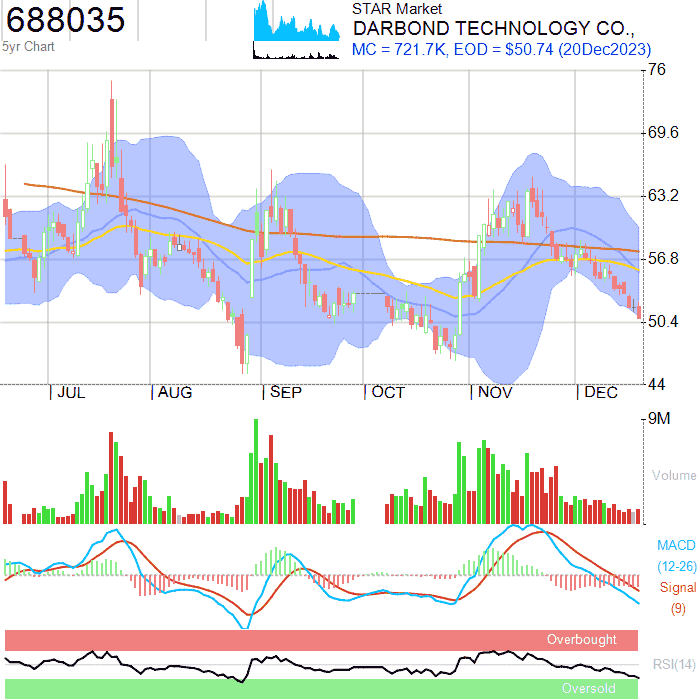 688035
5yr Chart
STAR Market
DARBOND TECHNOLOGY CO.,
MC = 721.7K, EOD = $50.74 (20Dec2023)
76
69.6
63.2
56.8
50.4
44
JUL AUG SEP OCT NOV DEC
9M
Volume
MACD
(12-26)
Signal
(9)
Overbought
RSI(14)
Oversold